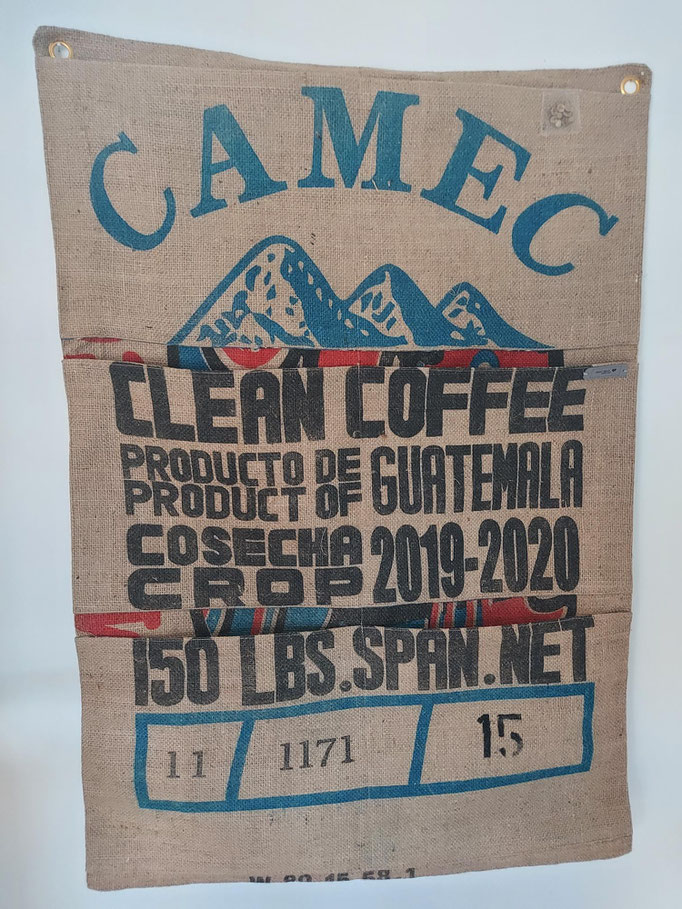 CAMEC
CLEAN COFFEE
PRODUCTO DE
PRODUCT OF
GUATEMALA
COSECHA
CROP
2019-2020
150 LBS.SPAN.NET
11 1171 15